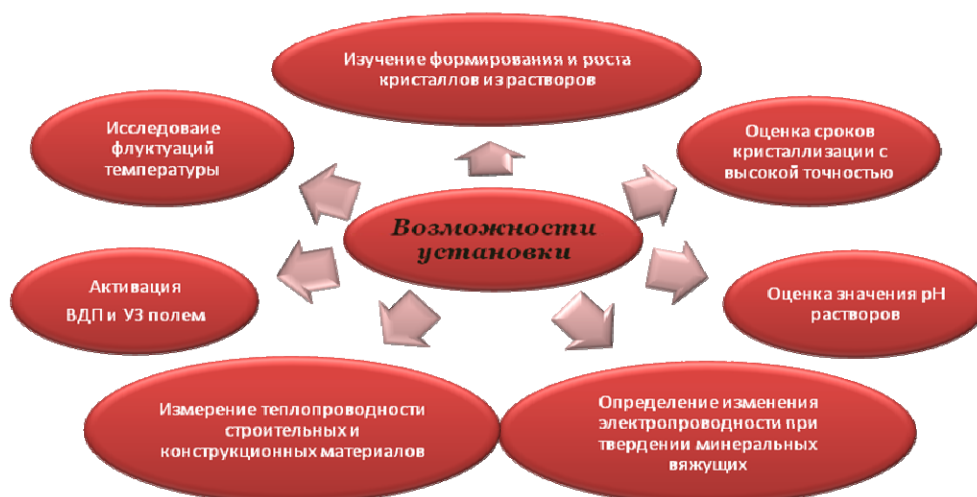 Изучение формирования и роста
кристаллов из растворов
Исследоваие
флуктуаций
температуры
Оценка сроков
кристаллизации с
высокой точностью
Возможности
установки
Активация
ВДП и УЗ полем
Оценка значения рН
растворов
Измерение теплопроводности
строительных и
конструкционных материалов
Определение изменения
электропроводности при
твердении минеральных
вяжущих